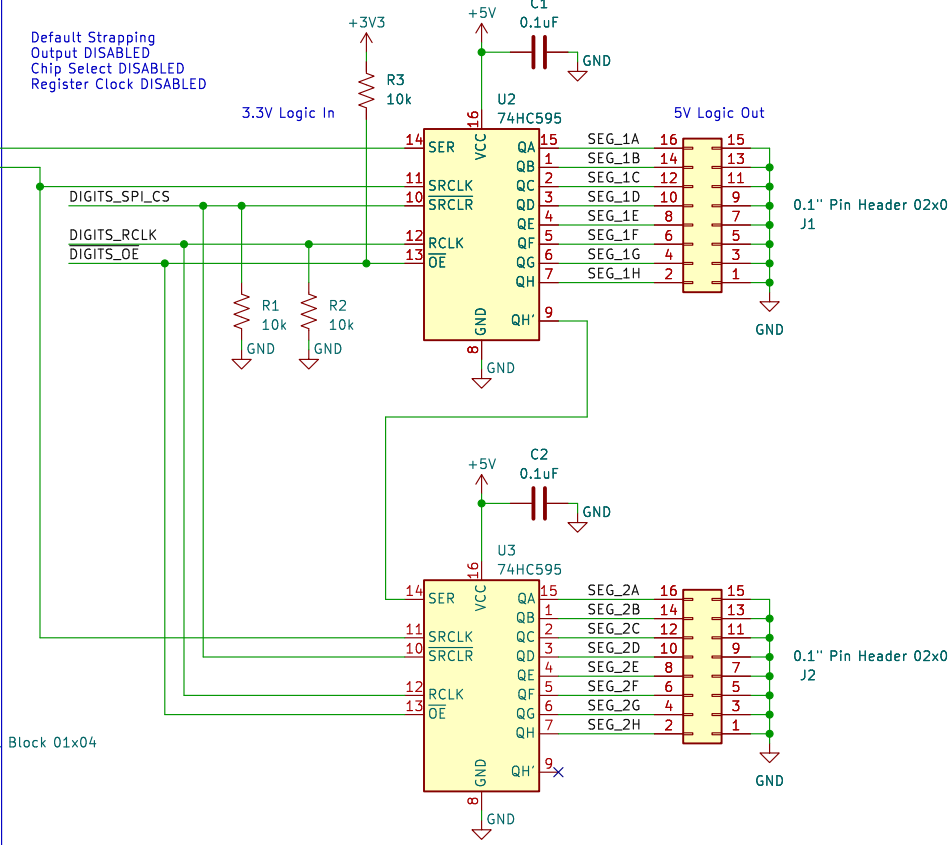 Default Strapping
Output DISABLED
Chip Select DISABLED
Register Clock DISABLED
3.3V Logic In
5V Logic Out
+3V3
R3
10k
+5V
C1
0.1uF
GND
U2
74HC595
16
VCC
14 SER
11 SRCLK
10 SRCLR
12 RCLK
13 OE
QA 15 SEG_1A 16 15
QB 1 SEG_1B 14 13
QC 2 SEG_1C 12 11
QD 3 SEG_1D 10 9
QE 4 SEG_1E 8 7
QF 5 SEG_1F 6 5
QG 6 SEG_1G 4 3
QH 7 SEG_1H 2 1
QH' 9
GND
8
GND
0.1" Pin Header 02x0
J1
GND
DIGITS_SPI_CS
DIGITS_RCLK
DIGITS_OE
R1
10k
GND
R2
10k
GND
+5V
C2
0.1uF
GND
U3
74HC595
16
VCC
14 SER
11 SRCLK
10 SRCLR
12 RCLK
13 OE
QA 15 SEG_2A 16 15
QB 1 SEG_2B 14 13
QC 2 SEG_2C 12 11
QD 3 SEG_2D 10 9
QE 4 SEG_2E 8 7
QF 5 SEG_2F 6 5
QG 6 SEG_2G 4 3
QH 7 SEG_2H 2 1
QH' 9
GND
8
GND
0.1" Pin Header 02x0
J2
GND
Block 01x04